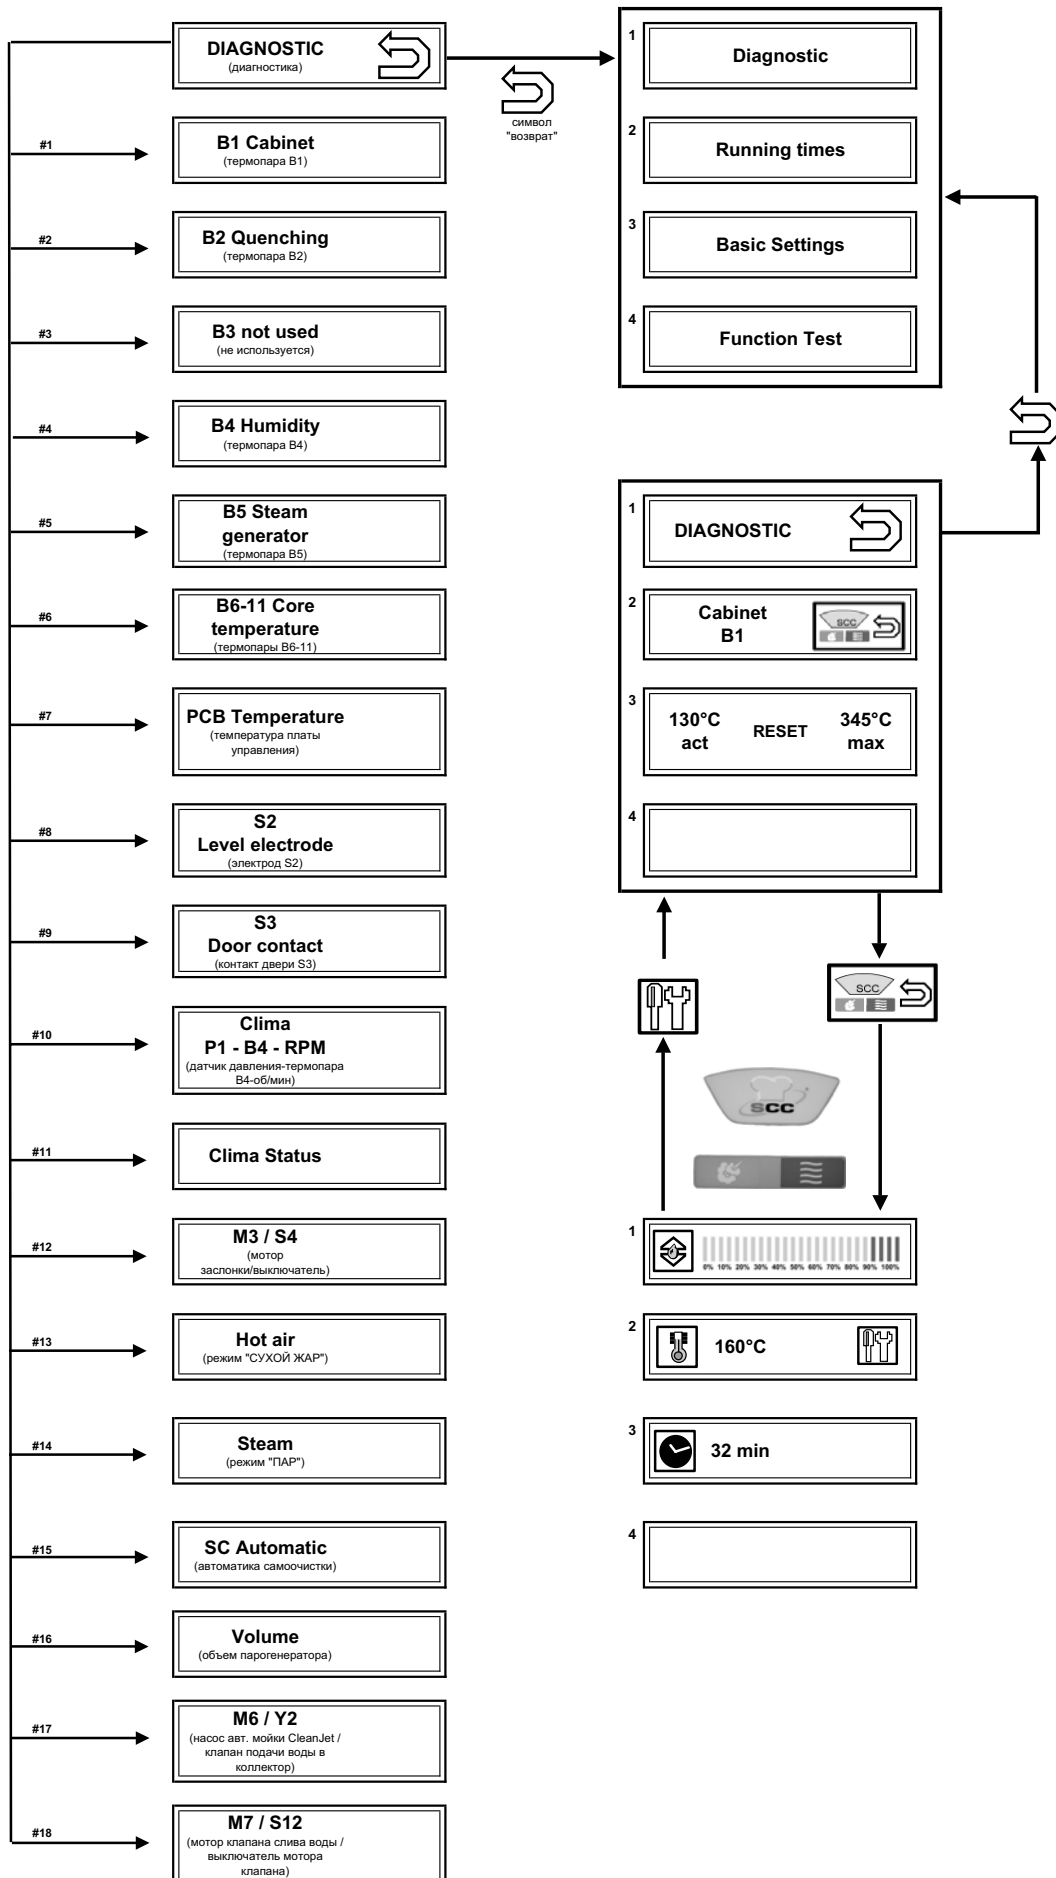 DIAGNOSTIC
(диагностика)
#1
B1 Cabinet
(термопара B1)
#2
B2 Quenching
(термопара B2)
#3
B3 not used
(не используется)
#4
B4 Humidity
(термопара B4)
#5
B5 Steam
generator
(термопара B5)
#6
B6-11 Core
temperature
(термопары B6-11)
#7
PCB Temperature
(температура платы
управления)
#8
S2
Level electrode
(электрод S2)
#9
S3
Door contact
(контакт двери S3)
#10
Clima
P1 - B4 - RPM
(датчик давления-термопара
B4-об/мин)
#11
Clima Status
#12
M3 / S4
(мотор
заслонки/выключатель)
#13
Hot air
(режим "СУХОЙ ЖАР")
#14
Steam
(режим "ПАР")
#15
SC Automatic
(автоматика самоочистки)
#16
Volume
(объем парогенератора)
#17
M6 / Y2
(насос авт. мойки CleanJet /
клапан подачи воды в
коллектор)
#18
M7 / S12
(мотор клапана слива воды /
выключатель мотора
клапана)
символ
"возврат"
1
Diagnostic
2
Running times
3
Basic Settings
4
Function Test
1
DIAGNOSTIC
2
Cabinet
B1
SCC
3
130°C
act
RESET
345°C
max
4
SCC
SCC
1
0% 10% 20% 30% 40% 50% 60% 70% 80% 90% 100%
2
160°C
3
32 min
4